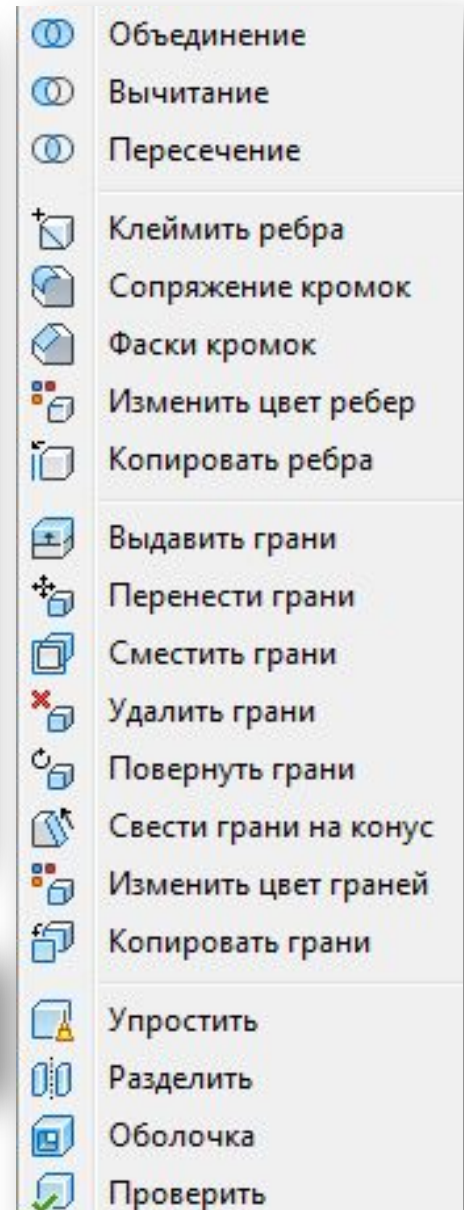 Объединение
Вычитание
Пересечение
Клеймить ребра
Сопряжение кромок
Фаски кромок
Изменить цвет ребер
Копировать ребра
Выдавить грани
Перенести грани
Сместить грани
Удалить грани
Повернуть грани
Свести грани на конус
Изменить цвет граней
Копировать грани
Упростить
Разделить
Оболочка
Проверить